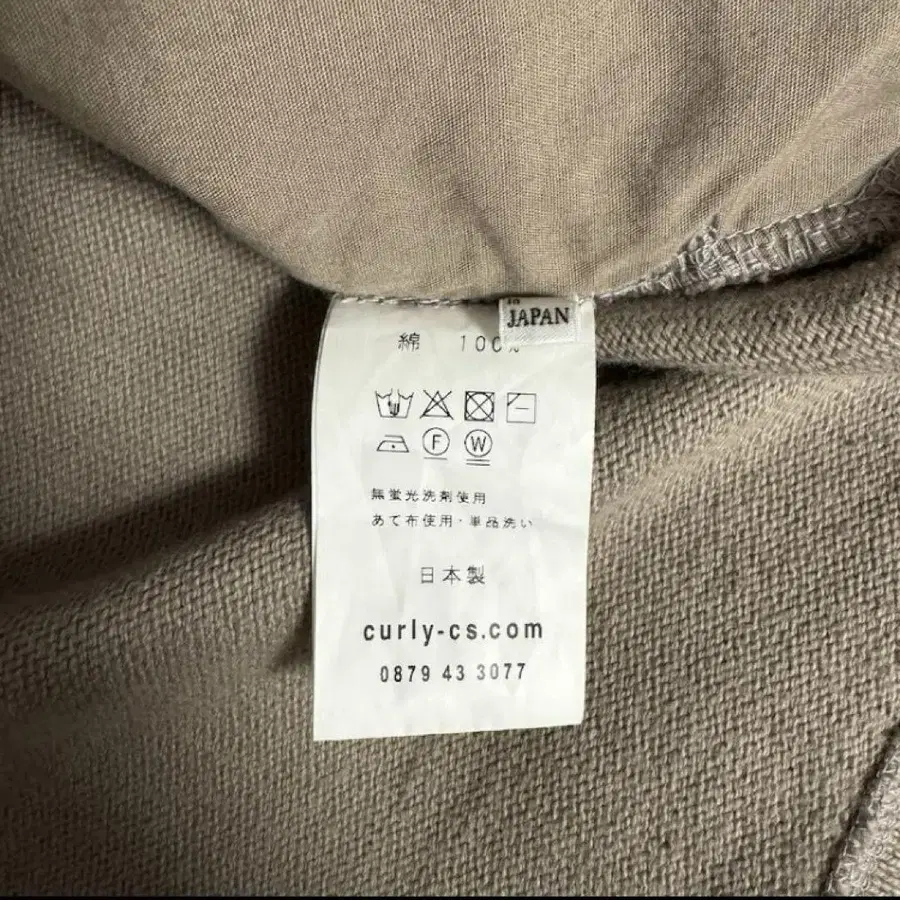 in
JAPAN
綿 100%
F W
無蛍光洗剤使用
あて布使用・単品洗い
日本製
curly-cs.com
0879 43 3077